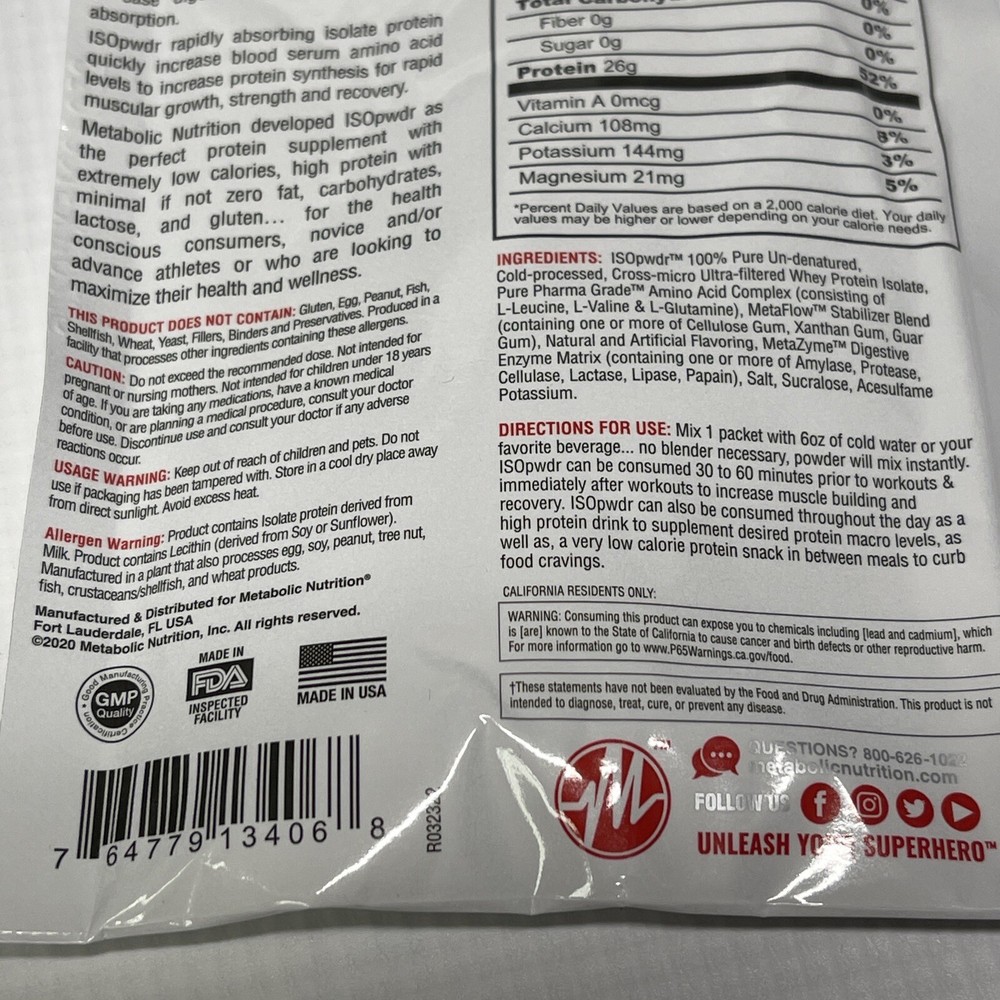 absorption.
ISOpwdr rapidly absorbing isolate protein
quickly increase blood serum amino acid
levels to increase protein synthesis for rapid
muscular growth, strength and recovery.
Metabolic Nutrition developed ISOpwdr as
the perfect protein supplement with
extremely low calories, high protein with
minimal if not zero fat, carbohydrates,
lactose, and gluten... for the health
conscious consumers, novice and/or
advance athletes or who are looking to
maximize their health and wellness.
THIS PRODUCT DOES NOT CONTAIN: Gluten, Egg, Peanut, Fish,
Shellfish, Wheat, Yeast, Fillers, Binders and Preservatives. Produced in a
facility that processes other ingredients containing these allergens.
CAUTION: Do not exceed the recommended dose. Not intended for
pregnant or nursing mothers. Not intended for children under 18 years
of age. If you are taking any medications, have a known medical
condition, or are planning a medical procedure, consult your doctor
before use. Discontinue use and consult your doctor if any adverse
reactions occur.
USAGE WARNING: Keep out of reach of children and pets. Do not
use if packaging has been tampered with. Store in a cool dry place away
from direct sunlight. Avoid excess heat.
Allergen Warning: Product contains Isolate protein derived from
Milk. Product contains Lecithin (derived from Soy or Sunflower).
Manufactured in a plant that also processes egg, soy, peanut, tree nut,
fish, crustaceans/shellfish, and wheat products.
Manufactured & Distributed for Metabolic Nutrition®
Fort Lauderdale, FL USA
©2020 Metabolic Nutrition, Inc. All rights reserved.
Good Manufacturing Practice Certification
GMP
Quality
MADE IN
FDA
INSPECTED
FACILITY
MADE IN USA
7 64779 13406 8
Total 0%
Fiber 0g 0%
Sugar 0g 0%
Protein 26g 52%
Vitamin A 0mcg 0%
Calcium 108mg 8%
Potassium 144mg 3%
Magnesium 21mg 5%
*Percent Daily Values are based on a 2,000 calorie diet. Your daily
values may be higher or lower depending on your calorie needs.
INGREDIENTS: ISOpwdr™ 100% Pure Un-denatured,
Cold-processed, Cross-micro Ultra-filtered Whey Protein Isolate,
Pure Pharma Grade™ Amino Acid Complex (consisting of
L-Leucine, L-Valine & L-Glutamine), MetaFlow™ Stabilizer Blend
(containing one or more of Cellulose Gum, Xanthan Gum, Guar
Gum), Natural and Artificial Flavoring, MetaZyme™ Digestive
Enzyme Matrix (containing one or more of Amylase, Protease,
Cellulase, Lactase, Lipase, Papain), Salt, Sucralose, Acesulfame
Potassium.
DIRECTIONS FOR USE: Mix 1 packet with 6oz of cold water or your
favorite beverage... no blender necessary, powder will mix instantly.
ISOpwdr can be consumed 30 to 60 minutes prior to workouts &
immediately after workouts to increase muscle building and
recovery. ISOpwdr can also be consumed throughout the day as a
high protein drink to supplement desired protein macro levels, as
well as, a very low calorie protein snack in between meals to curb
food cravings.
CALIFORNIA RESIDENTS ONLY:
WARNING: Consuming this product can expose you to chemicals including [lead and cadmium], which
is [are] known to the State of California to cause cancer and birth defects or other reproductive harm.
For more information go to www.P65Warnings.ca.gov/food.
†These statements have not been evaluated by the Food and Drug Administration. This product is not
intended to diagnose, treat, cure, or prevent any disease.
QUESTIONS? 800-626-
metabolicnutrition.com
FOLLOW US
UNLEASH SUPERHERO™